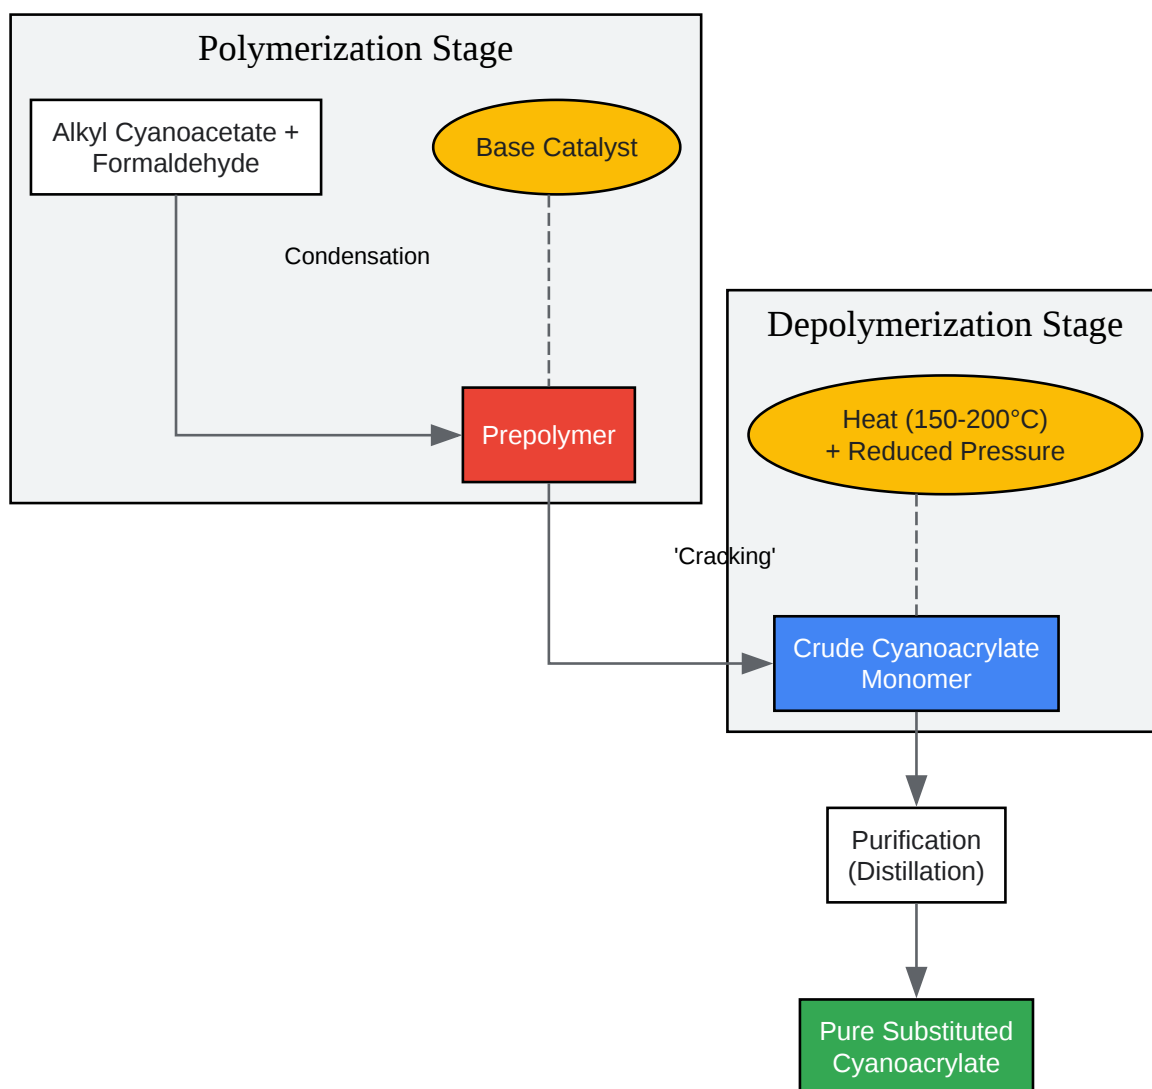 Polymerization Stage
Alkyl Cyanoacetate +
Formaldehyde
Base Catalyst
Condensation
Prepolymer
Depolymerization Stage
Heat (150-200°C)
+ Reduced Pressure
'Cracking'
Crude Cyanoacrylate
Monomer
Purification
(Distillation)
Pure Substituted
Cyanoacrylate